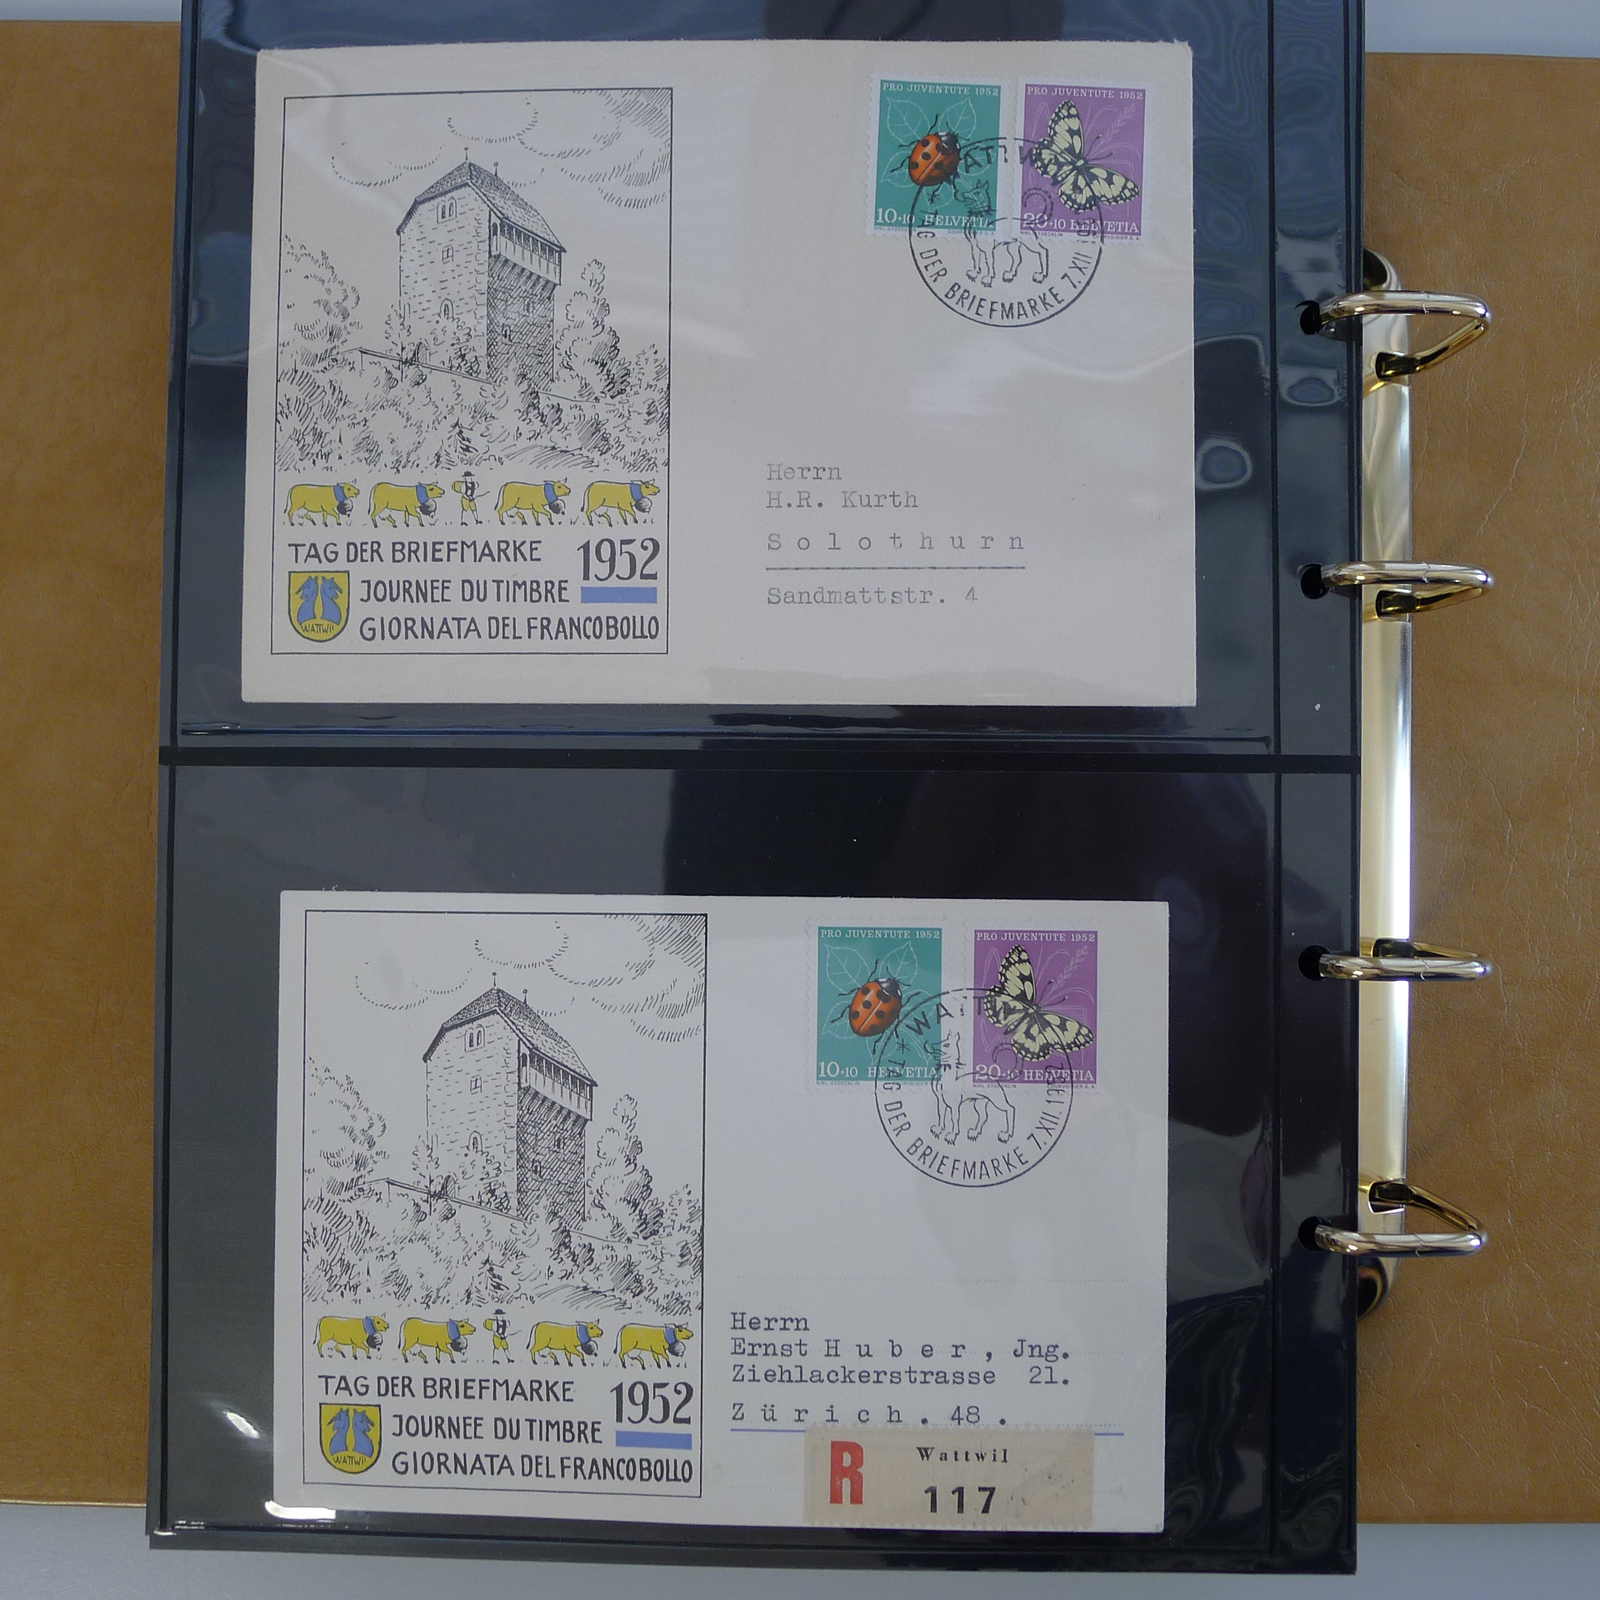 PRO JUVENTUTE 1952
10+10 HELVETIA
PRO JUVENTUTE 1952
20+10 HELVETIA
TAG DER BRIEFMARKE 7.XII
TAG DER BRIEFMARKE 1952
JOURNEE DU TIMBRE
GIORNATA DEL FRANCOBOLLO
WATTWIL
Herrn
H.R. Kurth
Solothurn
Sandmattstr. 4
PRO JUVENTUTE 1952
10+10 HELVETIA
PRO JUVENTUTE 1952
20+10 HELVETIA
* TAG DER BRIEFMARKE 7.XII.1952
TAG DER BRIEFMARKE 1952
JOURNEE DU TIMBRE
GIORNATA DEL FRANCOBOLLO
WATTWIL
Herrn
Ernst Huber, Jng.
Ziehlackerstrasse 21.
Zürich. 48.
R Wattwil
117